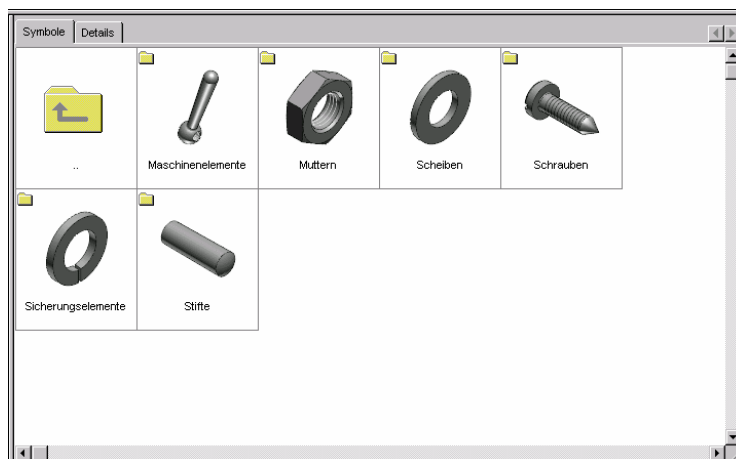 Symbole Details
..
Maschinenelemente
Muttern
Scheiben
Schrauben
Sicherungselemente
Stifte